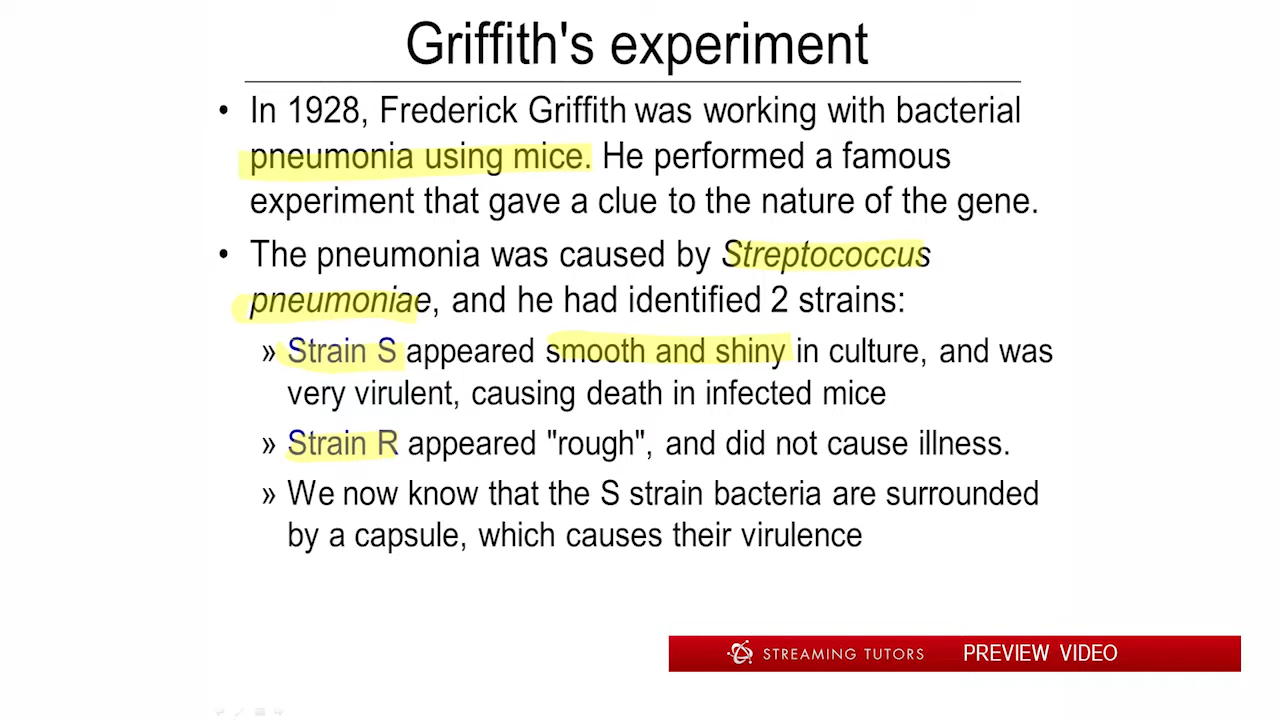 Griffith's experiment
• In 1928, Frederick Griffith was working with bacterial
pneumonia using mice. He performed a famous
experiment that gave a clue to the nature of the gene.
• The pneumonia was caused by Streptococcus
pneumoniae, and he had identified 2 strains:
» Strain S appeared smooth and shiny in culture, and was
very virulent, causing death in infected mice
» Strain R appeared "rough", and did not cause illness.
» We now know that the S strain bacteria are surrounded
by a capsule, which causes their virulence
STREAMING TUTORS PREVIEW VIDEO